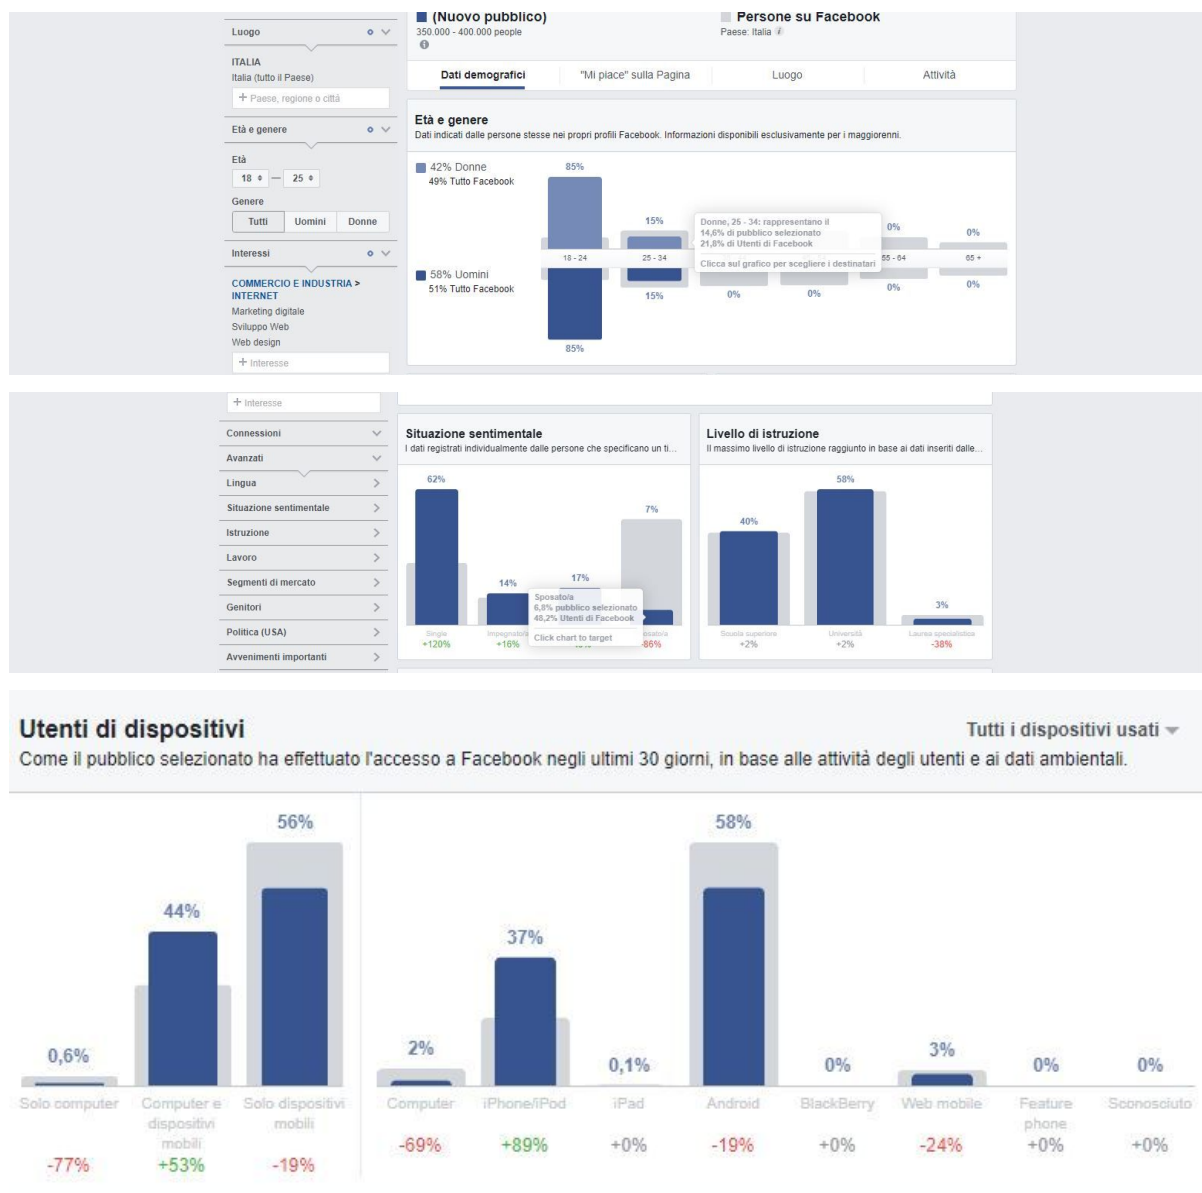 Luogo
ITALIA
Italia (tutto il Paese)
+ Paese, regione o città
Età e genere
Età
18 — 25
Genere
Tutti Uomini Donne
Interessi
COMMERCIO E INDUSTRIA >
INTERNET
Marketing digitale
Sviluppo Web
Web design
+ Interesse
(Nuovo pubblico)
350.000 - 400.000 people
Persone su Facebook
Paese: Italia
Dati demografici "Mi piace" sulla Pagina Luogo Attività
Età e genere
Dati indicati dalle persone stesse nei propri profili Facebook. Informazioni disponibili esclusivamente per i maggiorenni.
42% Donne
49% Tutto Facebook
85%
15%
0%
0%
Donne, 25 - 34: rappresentano il
14,6% di pubblico selezionato
21,8% di Utenti di Facebook
Clicca sul grafico per scegliere i destinatari
18 - 24 25 - 34 55 - 64 65 +
58% Uomini
51% Tutto Facebook
85%
15%
0%
0%
0%
0%
+ Interesse
Connessioni
Avanzati
Lingua
Situazione sentimentale
Istruzione
Lavoro
Segmenti di mercato
Genitori
Politica (USA)
Avvenimenti importanti
Situazione sentimentale
I dati registrati individualmente dalle persone che specificano un ti...
62%
14%
17%
7%
Sposato/a
6,8% pubblico selezionato
48,2% Utenti di Facebook
Click chart to target
Single Impegnato/a
+120% +16% -86%
Livello di istruzione
Il massimo livello di istruzione raggiunto in base ai dati inseriti dalle...
40%
58%
3%
Scuola superiore Università Laurea specialistica
+2% +2% -38%
Utenti di dispositivi
Tutti i dispositivi usati
Come il pubblico selezionato ha effettuato l'accesso a Facebook negli ultimi 30 giorni, in base alle attività degli utenti e ai dati ambientali.
0,6% 44% 56%
Solo computer Computer e dispositivi mobili Solo dispositivi mobili
-77% +53% -19%
2% 37% 0,1% 58% 0% 3% 0% 0%
Computer iPhone/iPod iPad Android BlackBerry Web mobile Feature phone Sconosciuto
-69% +89% +0% -19% +0% -24% +0% +0%